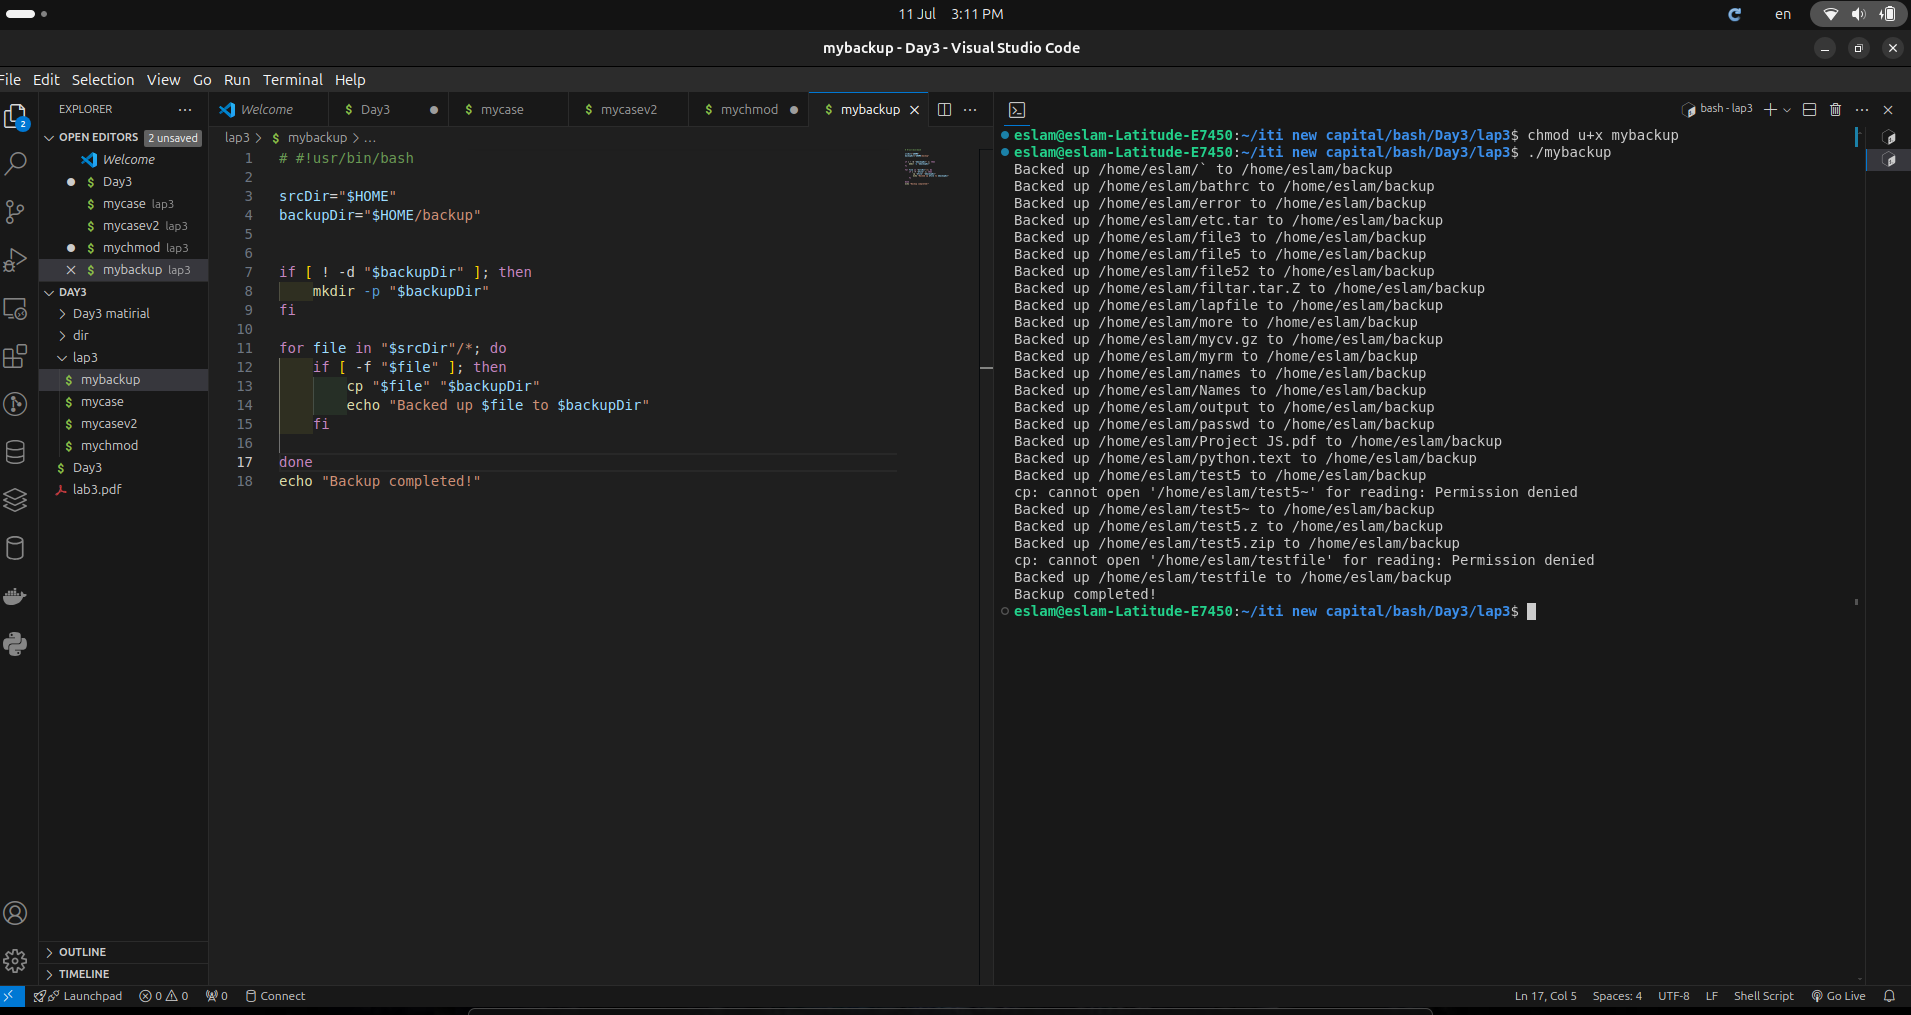 11 Jul 3:11 PM
en
mybackup - Day3 - Visual Studio Code
File Edit Selection View Go Run Terminal Help
EXPLORER
OPEN EDITORS 2 unsaved
Welcome
$ Day3
$ mycase lap3
$ mycasev2 lap3
$ mychmod lap3
$ mybackup lap3
DAY3
Day3 matirial
dir
lap3
$ mybackup
$ mycase
$ mycasev2
$ mychmod
$ Day3
lab3.pdf
OUTLINE
TIMELINE
2
Welcome $ Day3 $ mycase $ mycasev2 $ mychmod $ mybackup
lap3 > $ mybackup > ...
1 # #!usr/bin/bash
2
3 srcDir="$HOME"
4 backupDir="$HOME/backup"
5
6
7 if [ ! -d "$backupDir" ]; then
8 mkdir -p "$backupDir"
9 fi
10
11 for file in "$srcDir"/*; do
12 if [ -f "$file" ]; then
13 cp "$file" "$backupDir"
14 echo "Backed up $file to $backupDir"
15 fi
16
17 done
18 echo "Backup completed!"
bash - lap3
eslam@eslam-Latitude-E7450:~/iti new capital/bash/Day3/lap3$ chmod u+x mybackup
eslam@eslam-Latitude-E7450:~/iti new capital/bash/Day3/lap3$ ./mybackup
Backed up /home/eslam/` to /home/eslam/backup
Backed up /home/eslam/bathrc to /home/eslam/backup
Backed up /home/eslam/error to /home/eslam/backup
Backed up /home/eslam/etc.tar to /home/eslam/backup
Backed up /home/eslam/file3 to /home/eslam/backup
Backed up /home/eslam/file5 to /home/eslam/backup
Backed up /home/eslam/file52 to /home/eslam/backup
Backed up /home/eslam/filtar.tar.Z to /home/eslam/backup
Backed up /home/eslam/lapfile to /home/eslam/backup
Backed up /home/eslam/more to /home/eslam/backup
Backed up /home/eslam/mycv.gz to /home/eslam/backup
Backed up /home/eslam/myrm to /home/eslam/backup
Backed up /home/eslam/names to /home/eslam/backup
Backed up /home/eslam/Names to /home/eslam/backup
Backed up /home/eslam/output to /home/eslam/backup
Backed up /home/eslam/passwd to /home/eslam/backup
Backed up /home/eslam/Project JS.pdf to /home/eslam/backup
Backed up /home/eslam/python.text to /home/eslam/backup
Backed up /home/eslam/test5 to /home/eslam/backup
cp: cannot open '/home/eslam/test5~' for reading: Permission denied
Backed up /home/eslam/test5~ to /home/eslam/backup
Backed up /home/eslam/test5.z to /home/eslam/backup
Backed up /home/eslam/test5.zip to /home/eslam/backup
cp: cannot open '/home/eslam/testfile' for reading: Permission denied
Backed up /home/eslam/testfile to /home/eslam/backup
Backup completed!
eslam@eslam-Latitude-E7450:~/iti new capital/bash/Day3/lap3$
Launchpad 0 0 0 Connect
Ln 17, Col 5 Spaces: 4 UTF-8 LF Shell Script Go Live